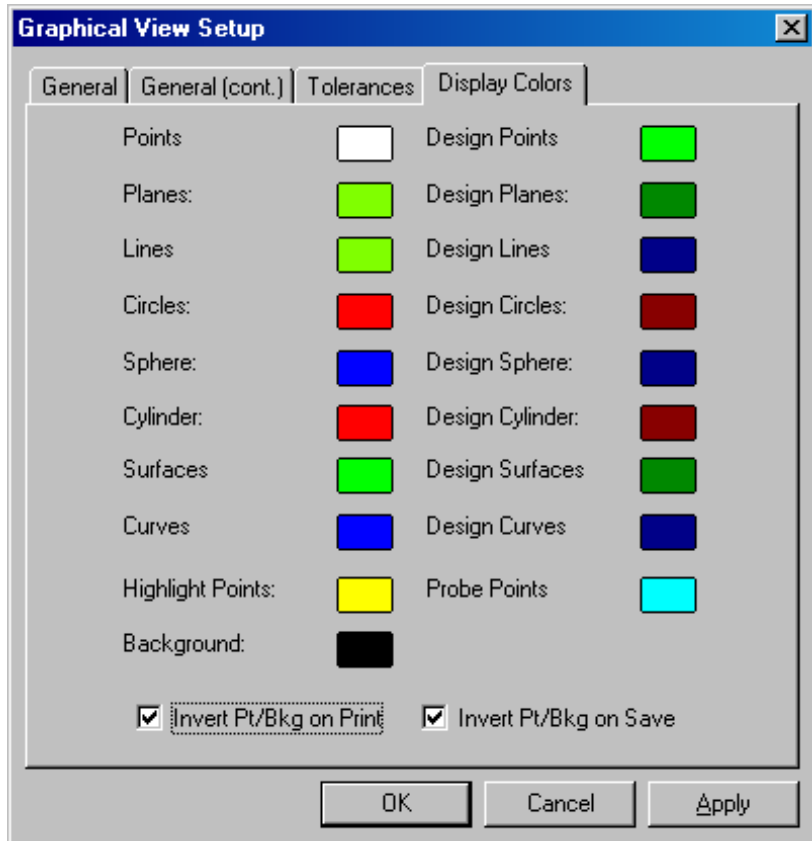 Graphical View Setup
General General (cont.) Tolerances Display Colors
Points Design Points
Planes: Design Planes:
Lines Design Lines
Circles: Design Circles:
Sphere: Design Sphere:
Cylinder: Design Cylinder:
Surfaces Design Surfaces
Curves Design Curves
Highlight Points: Probe Points
Background:
Invert Pt/Bkg on Print Invert Pt/Bkg on Save
OK Cancel Apply